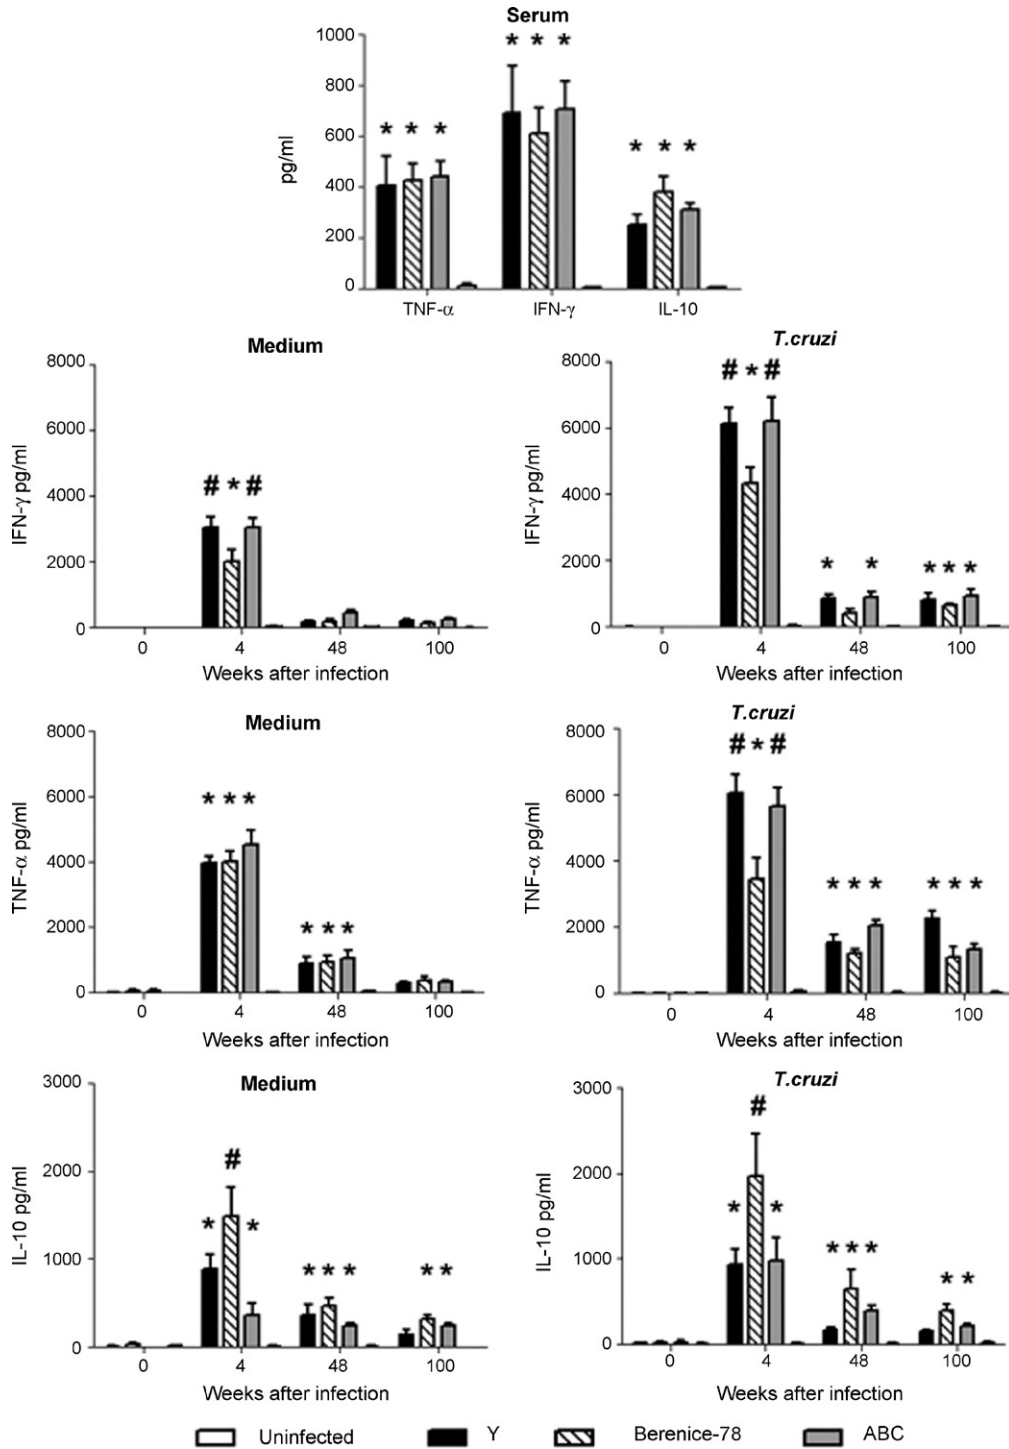 Serum
pg/ml
1000
800
600
400
200
0
* * * * * * * * *
TNF-α IFN-γ IL-10
Medium
IFN-γ pg/ml
8000
6000
4000
2000
0
# * #
0 4 48 100
Weeks after infection
T.cruzi
IFN-γ pg/ml
8000
6000
4000
2000
0
# * #
* *
* * *
0 4 48 100
Weeks after infection
Medium
TNF-α pg/ml
8000
6000
4000
2000
0
* * *
* * *
0 4 48 100
Weeks after infection
T.cruzi
TNF-α pg/ml
8000
6000
4000
2000
0
# * #
* * * * * *
0 4 48 100
Weeks after infection
Medium
IL-10 pg/ml
3000
2000
1000
0
#
* *
* * * * *
0 4 48 100
Weeks after infection
T.cruzi
IL-10 pg/ml
3000
2000
1000
0
#
* *
* * *
* *
0 4 48 100
Weeks after infection
Uninfected Y Berenice-78 ABC